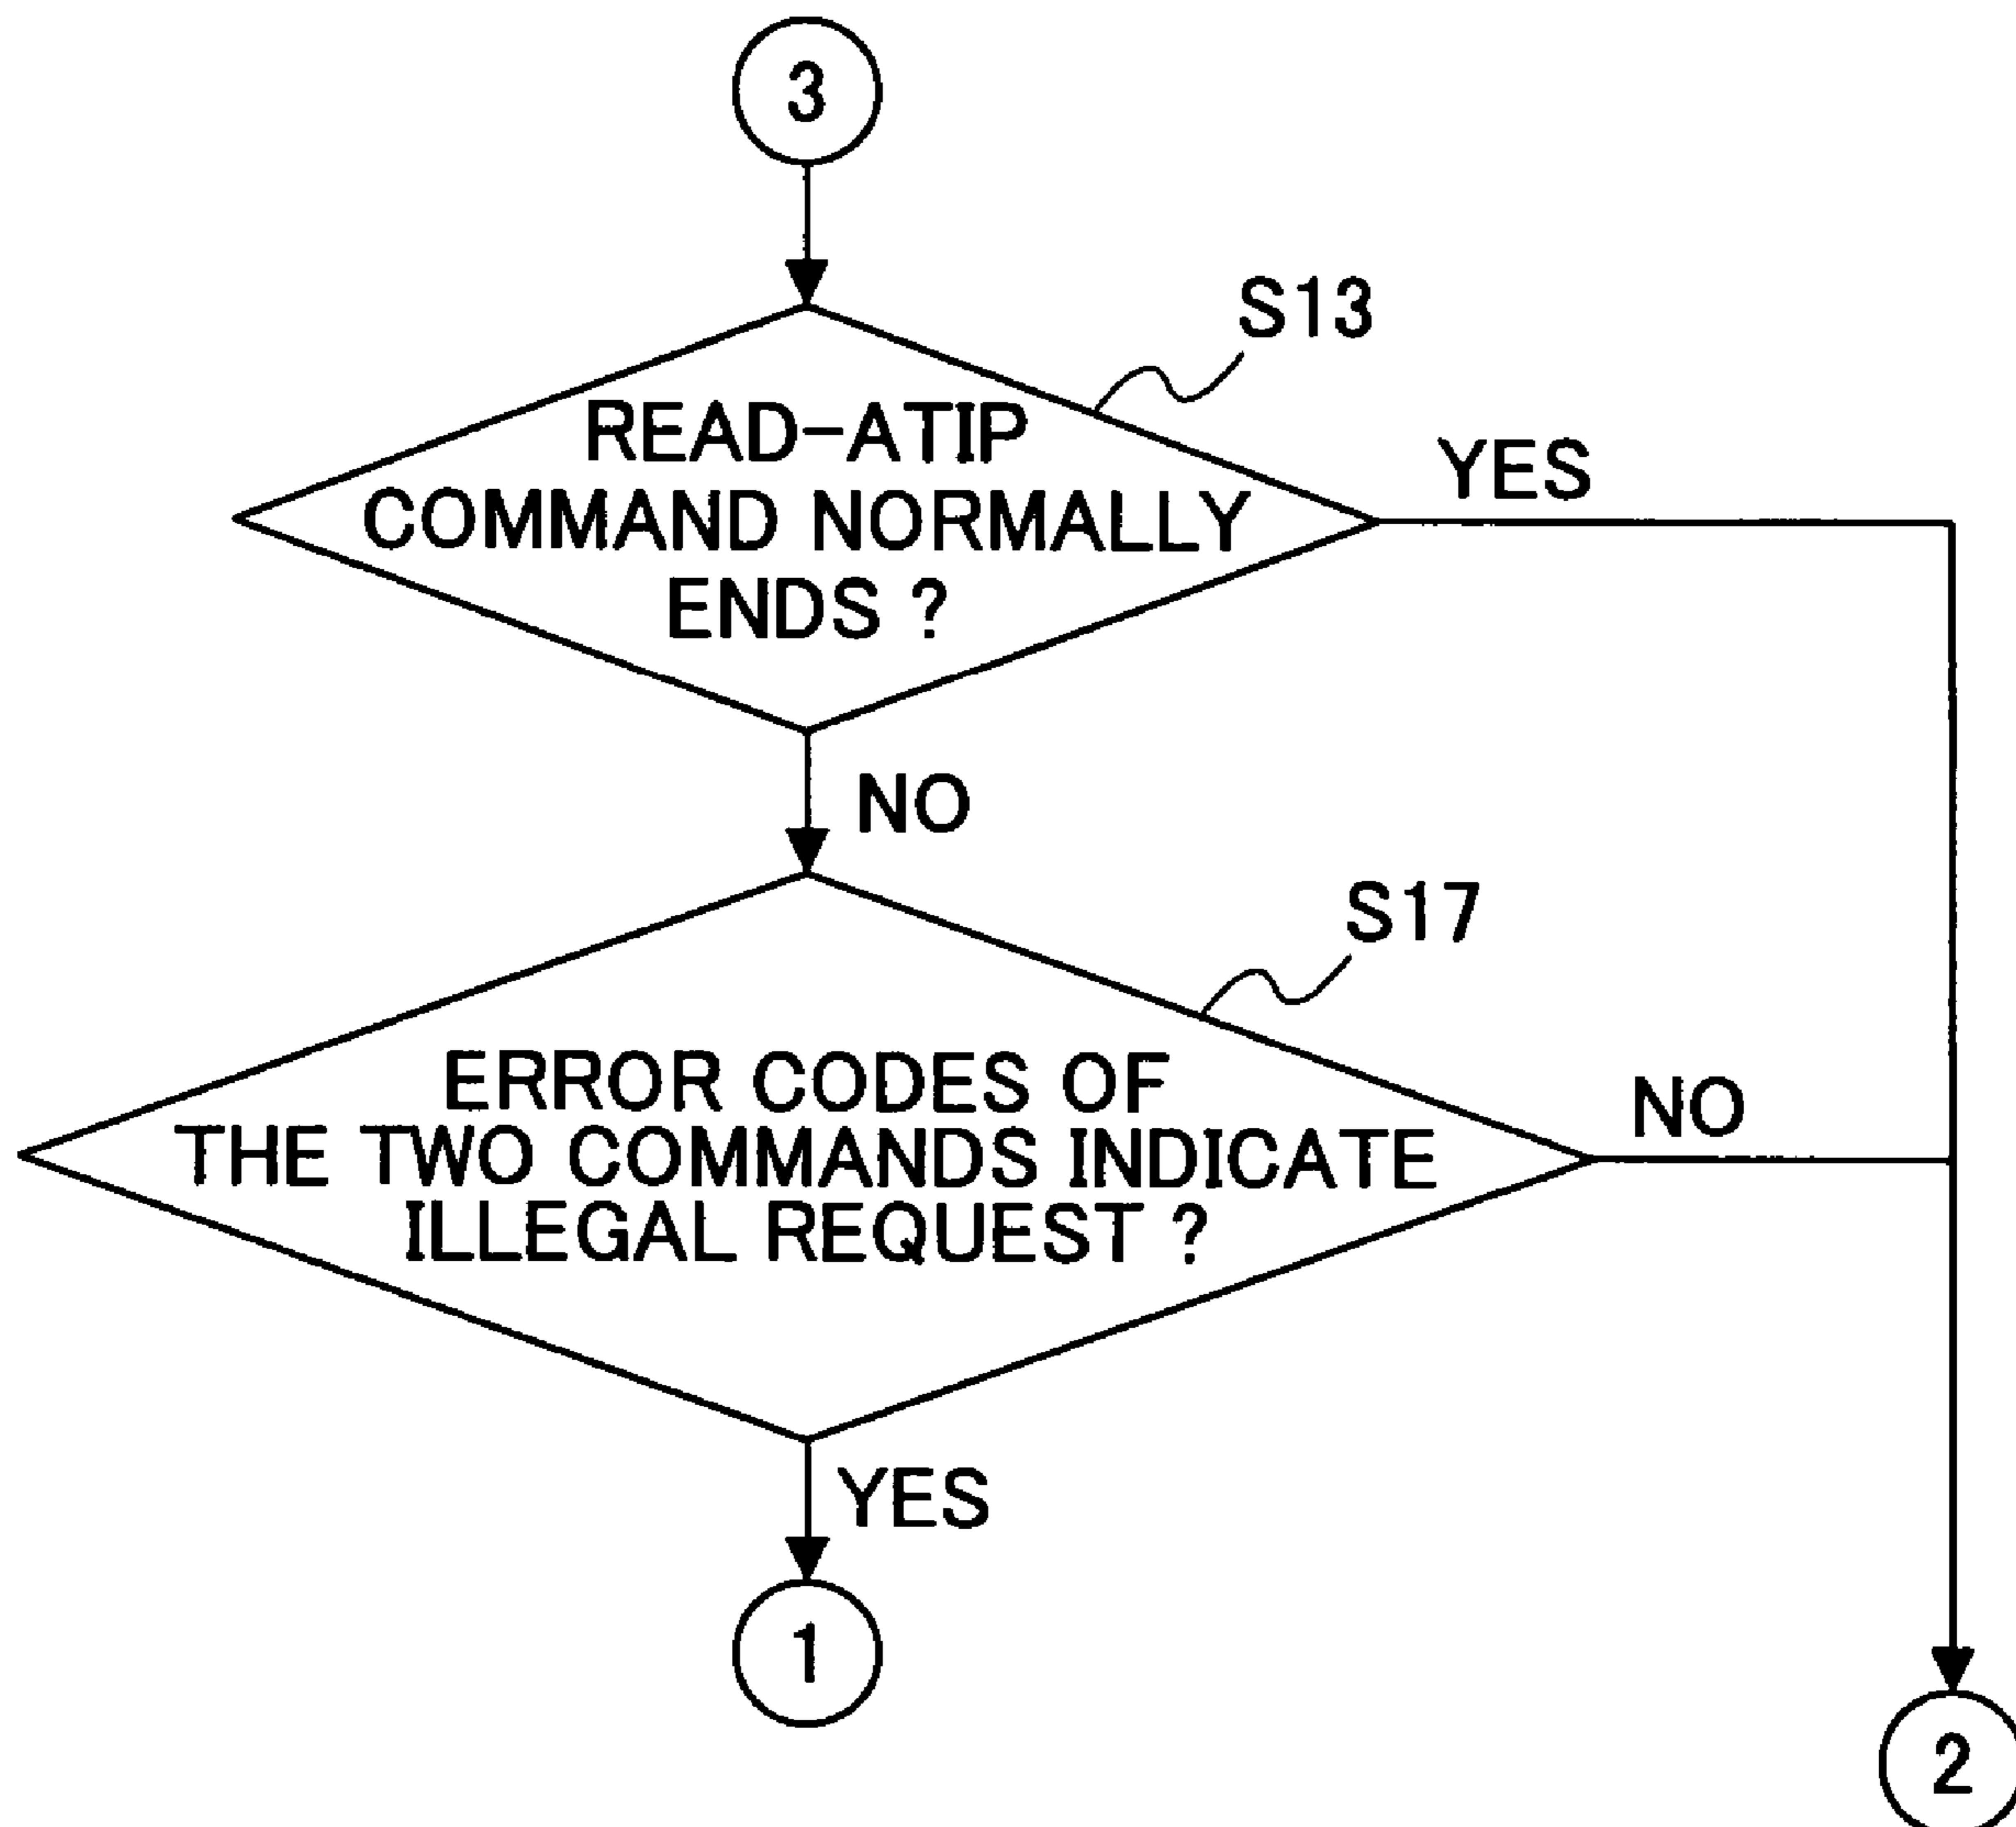 3
S13
READ-ATIP
COMMAND NORMALLY
ENDS ?
YES
NO
S17
ERROR CODES OF
THE TWO COMMANDS INDICATE
ILLEGAL REQUEST ?
NO
YES
1
2